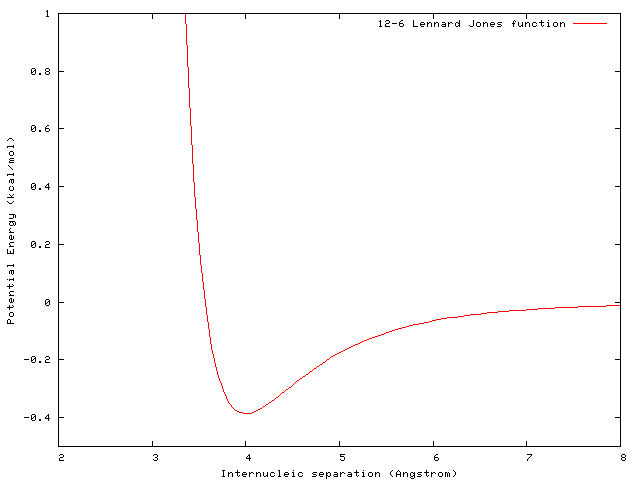 1
12-6 Lennard Jones function
0.8
0.6
0.4
0.2
0
-0.2
-0.4
Potential Energy (kcal/mol)
2 3 4 5 6 7 8
Internucleic separation (Angstrom)